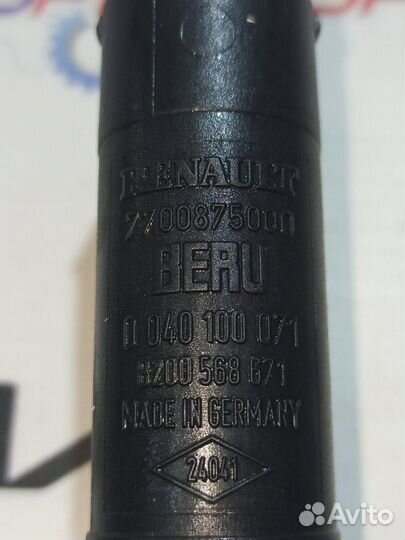 RENAULT
7700875000
BERU
0 040 100 071
8200 568 671
MADE IN GERMANY
24041
Avito